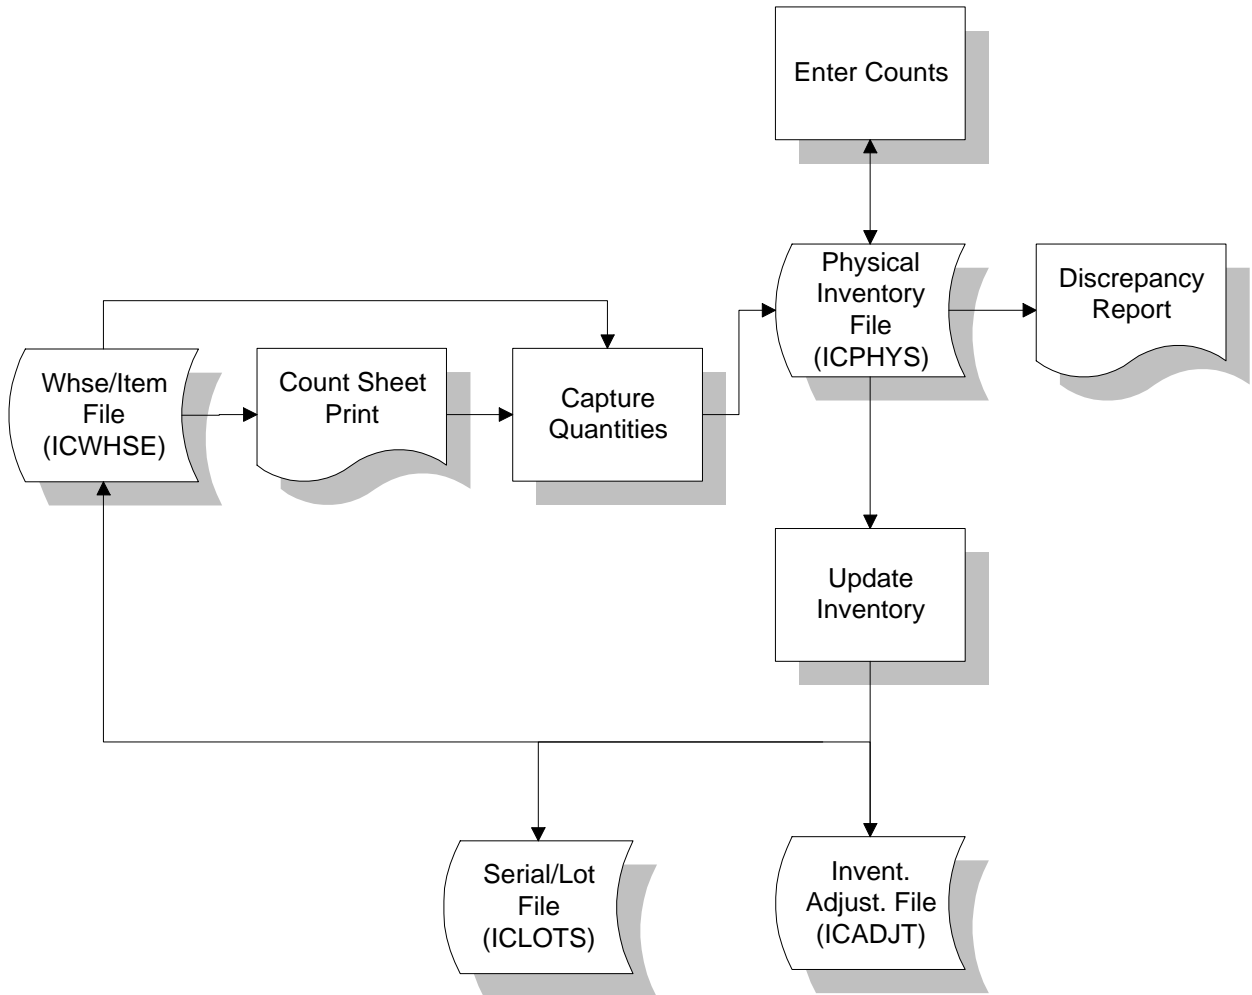 Enter Counts
Physical
Inventory
File
(ICPHYS)
Discrepancy
Report
Whse/Item
File
(ICWHSE)
Count Sheet
Print
Capture
Quantities
Update
Inventory
Serial/Lot
File
(ICLOTS)
Invent.
Adjust. File
(ICADJT)